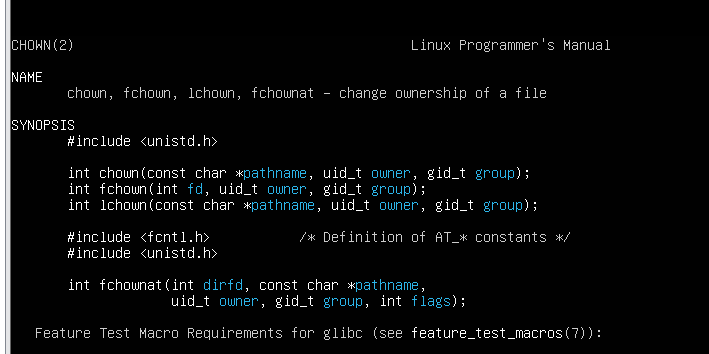 CHOWN(2) Linux Programmer's Manual
NAME
chown, fchown, lchown, fchownat - change ownership of a file
SYNOPSIS
#include <unistd.h>
int chown(const char *pathname, uid_t owner, gid_t group);
int fchown(int fd, uid_t owner, gid_t group);
int lchown(const char *pathname, uid_t owner, gid_t group);
#include <fcntl.h> /* Definition of AT_* constants */
#include <unistd.h>
int fchownat(int dirfd, const char *pathname,
uid_t owner, gid_t group, int flags);
Feature Test Macro Requirements for glibc (see feature_test_macros(7)):